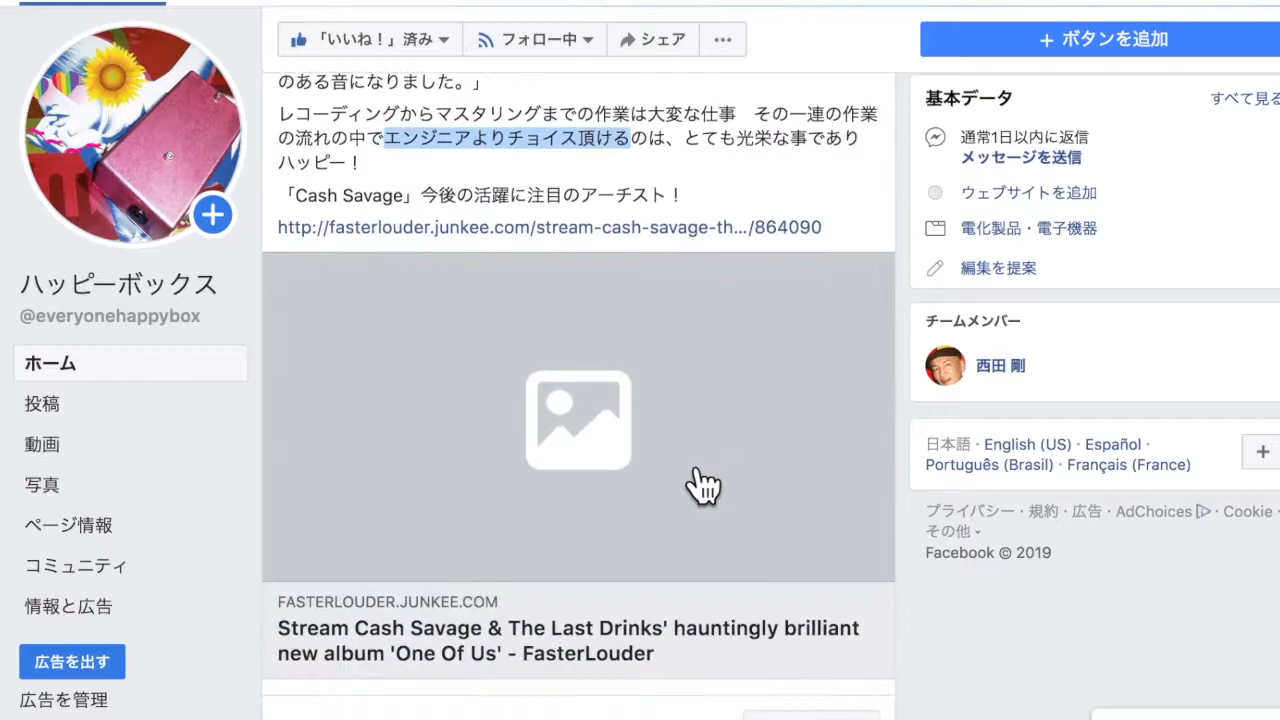 「いいね！」済み
フォロー中
シェア
+ ボタンを追加
のある音になりました。」
レコーディングからマスタリングまでの作業は大変な仕事　その一連の作業
の流れの中でエンジニアよりチョイス頂けるのは、とても光栄な事であり
ハッピー！
「Cash Savage」今後の活躍に注目のアーチスト！
http://fasterlouder.junkee.com/stream-cash-savage-th.../864090
FASTERLOUDER.JUNKEE.COM
Stream Cash Savage & The Last Drinks' hauntingly brilliant
new album 'One Of Us' - FasterLouder
ハッピーボックス
@everyonehappybox
ホーム
投稿
動画
写真
ページ情報
コミュニティ
情報と広告
広告を出す
広告を管理
基本データ
すべて見る
通常1日以内に返信
メッセージを送信
ウェブサイトを追加
電化製品・電子機器
編集を提案
チームメンバー
西田 剛
日本語 · English (US) · Español ·
Português (Brasil) · Français (France)
プライバシー · 規約 · 広告 · AdChoices · Cookie ·
その他
Facebook © 2019